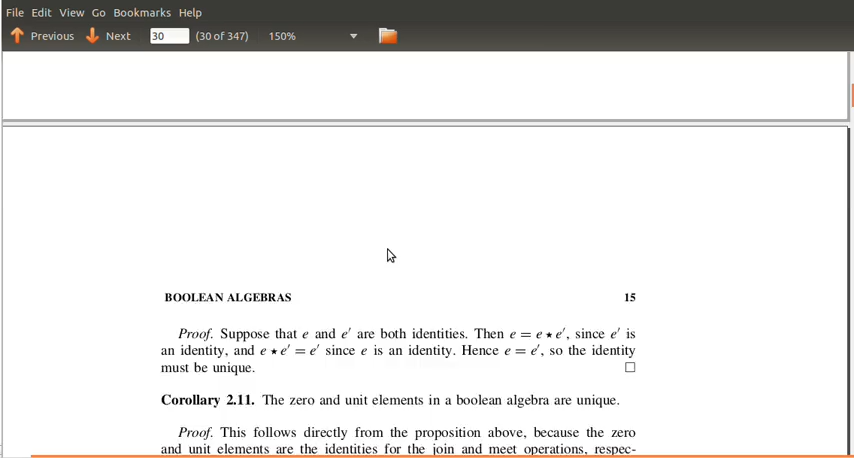 File Edit View Go Bookmarks Help
Previous Next 30 (30 of 347) 150%
BOOLEAN ALGEBRAS 15
Proof. Suppose that e and e′ are both identities. Then e = e ⋆ e′, since e′ is
an identity, and e ⋆ e′ = e′ since e is an identity. Hence e = e′, so the identity
must be unique. □
Corollary 2.11. The zero and unit elements in a boolean algebra are unique.
Proof. This follows directly from the proposition above, because the zero
and unit elements are the identities for the join and meet operations, respec-